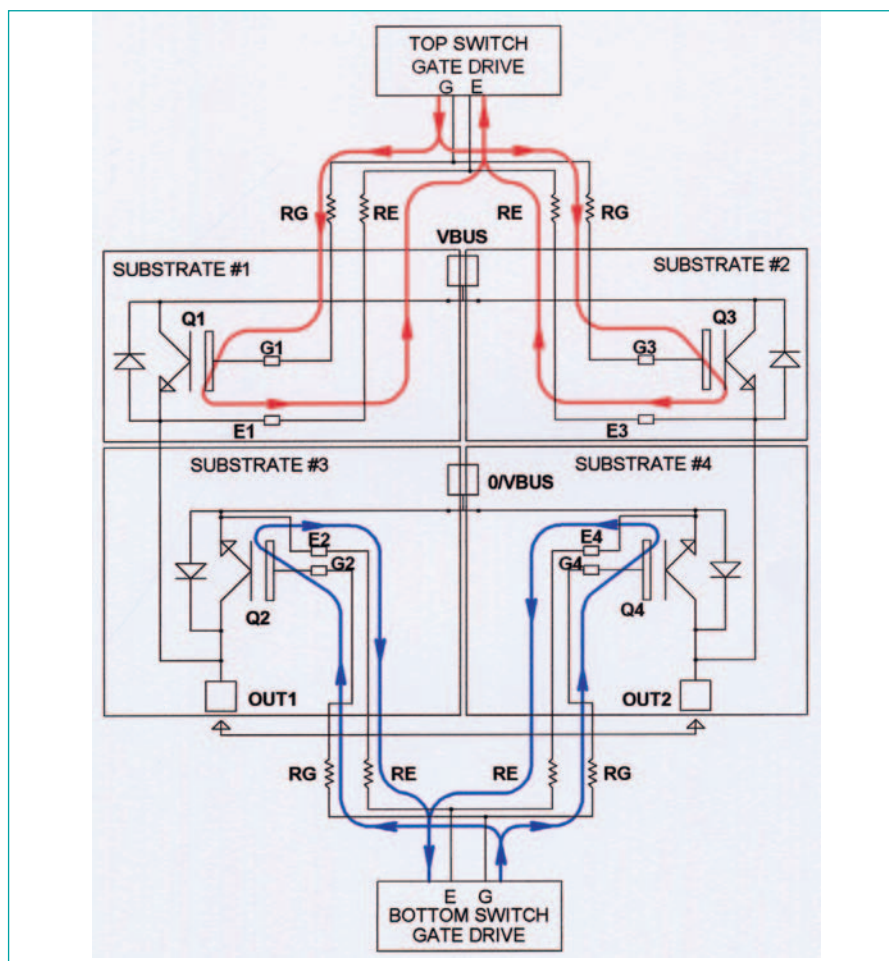 TOP SWITCH
GATE DRIVE
G E
RG RE RE RG
VBUS
SUBSTRATE #1 SUBSTRATE #2
Q1 Q3
G1 G3
E1 E3
SUBSTRATE #3 SUBSTRATE #4
0/VBUS
E2 E4
G2 G4
Q2 Q4
OUT1 OUT2
RG RE RE RG
E G
BOTTOM SWITCH
GATE DRIVE